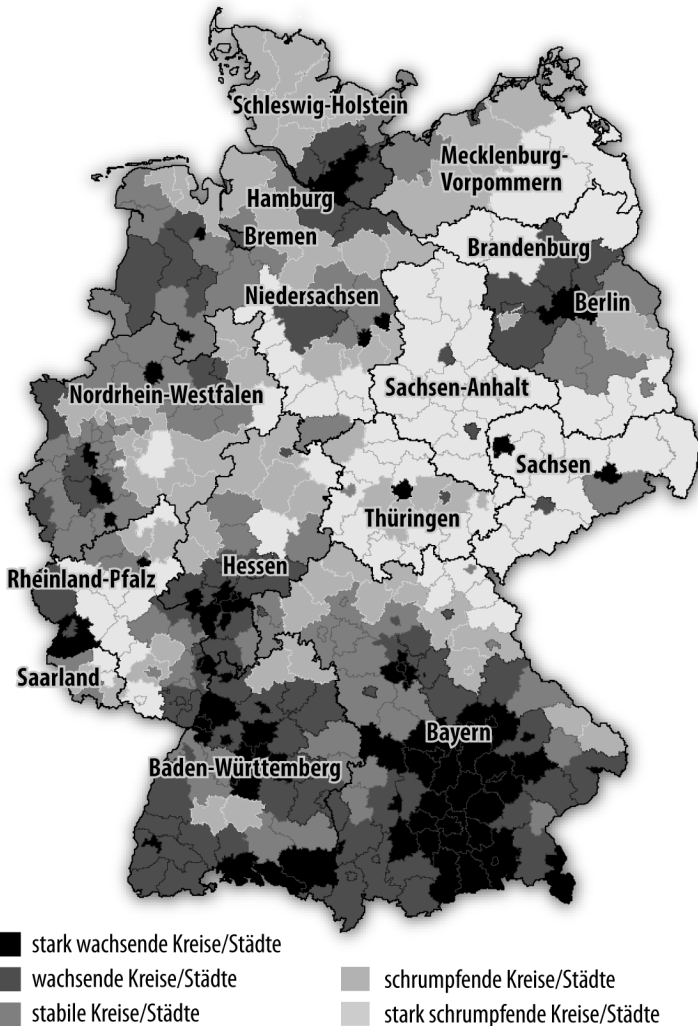 Schleswig-Holstein
Mecklenburg-
Vorpommern
Hamburg
Bremen
Brandenburg
Niedersachsen
Berlin
Nordrhein-Westfalen
Sachsen-Anhalt
Sachsen
Thüringen
Hessen
Rheinland-Pfalz
Saarland
Bayern
Baden-Württemberg
stark wachsende Kreise/Städte
wachsende Kreise/Städte
stabile Kreise/Städte
schrumpfende Kreise/Städte
stark schrumpfende Kreise/Städte